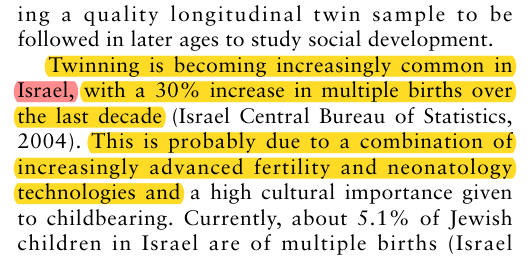 ing a quality longitudinal twin sample to be
followed in later ages to study social development.
Twinning is becoming increasingly common in
Israel, with a 30% increase in multiple births over
the last decade (Israel Central Bureau of Statistics,
2004). This is probably due to a combination of
increasingly advanced fertility and neonatology
technologies and a high cultural importance given
to childbearing. Currently, about 5.1% of Jewish
children in Israel are of multiple births (Israel